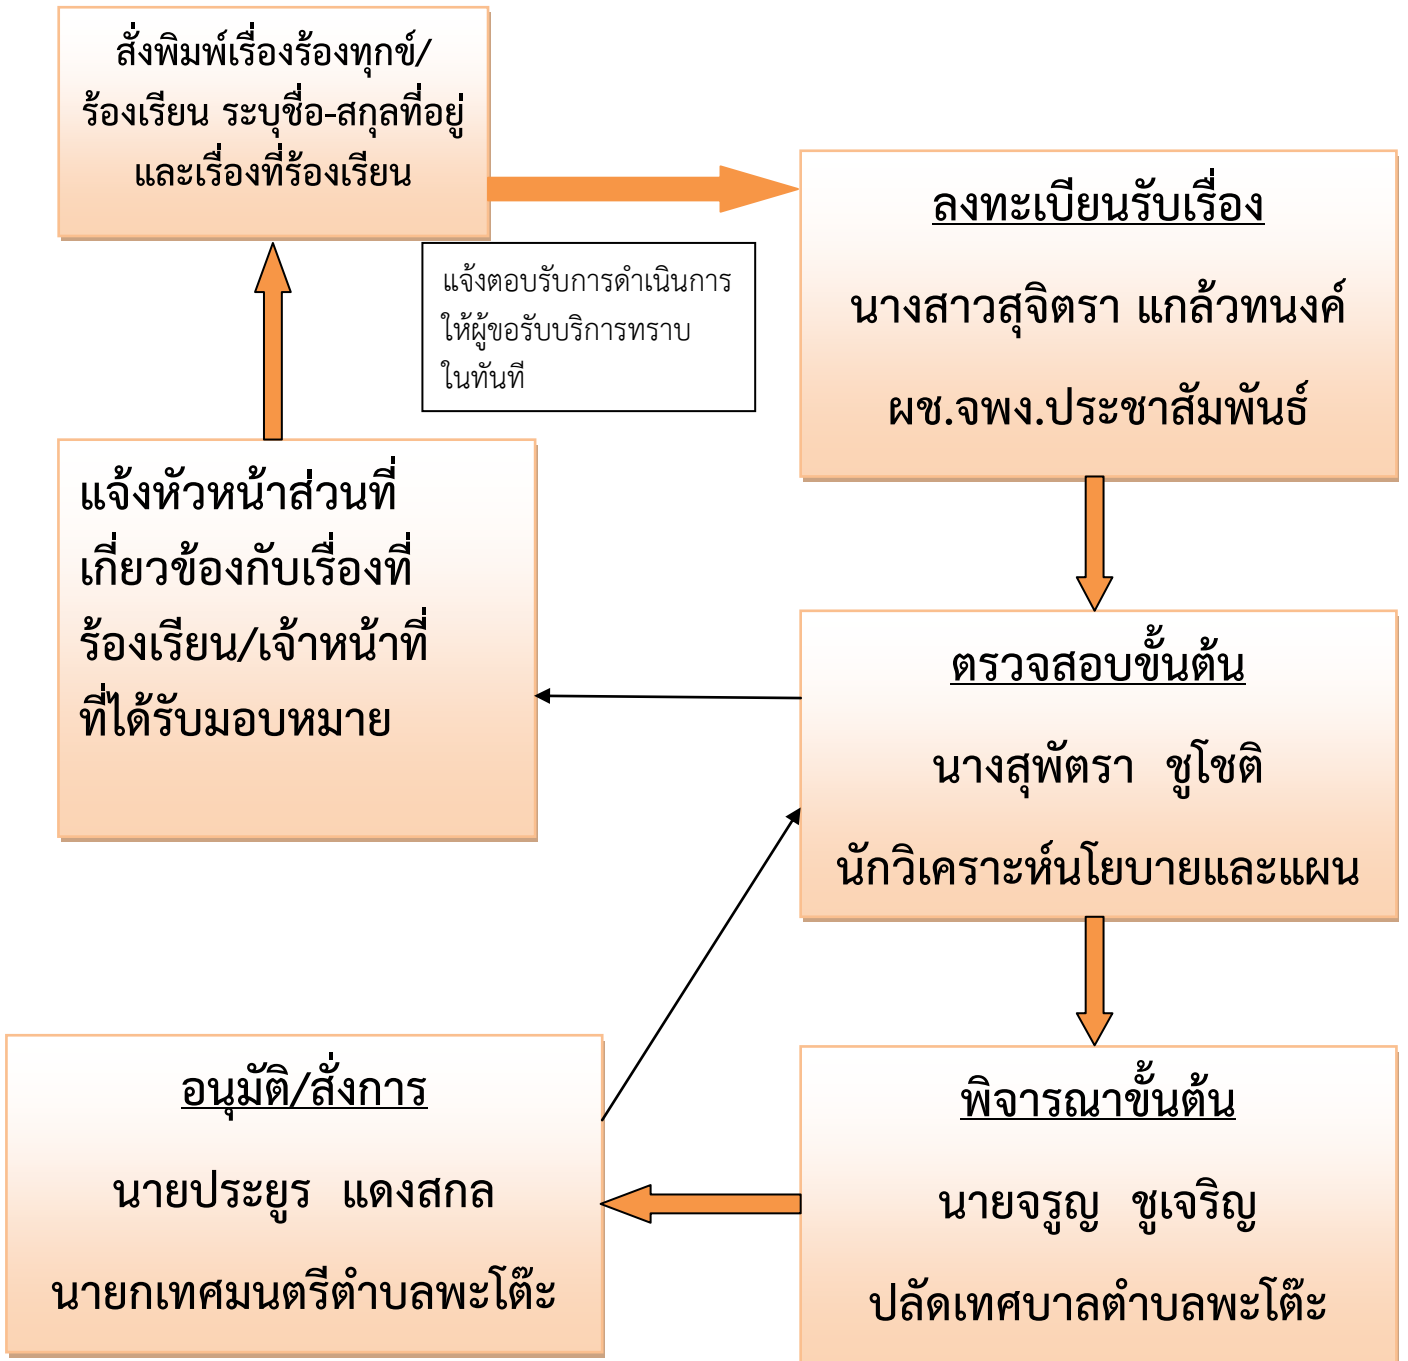 สั่งพิมพ์เรื่องร้องทุกข์/
ร้องเรียน ระบุชื่อ-สกุลที่อยู่
และเรื่องที่ร้องเรียน
แจ้งตอบรับการดำเนินการ
ให้ผู้ขอรับบริการทราบ
ในทันที
ลงทะเบียนรับเรื่อง
นางสาวสุจิตรา แกล้วทนงค์
ผช.จพง.ประชาสัมพันธ์
แจ้งหัวหน้าส่วนที่
เกี่ยวข้องกับเรื่องที่
ร้องเรียน/เจ้าหน้าที่
ที่ได้รับมอบหมาย
ตรวจสอบขั้นต้น
นางสุพัตรา ชูโชติ
นักวิเคราะห์นโยบายและแผน
อนุมัติ/สั่งการ
นายประยูร แดงสกล
นายกเทศมนตรีตำบลพะโต๊ะ
พิจารณาขั้นต้น
นายจรูญ ชูเจริญ
ปลัดเทศบาลตำบลพะโต๊ะ